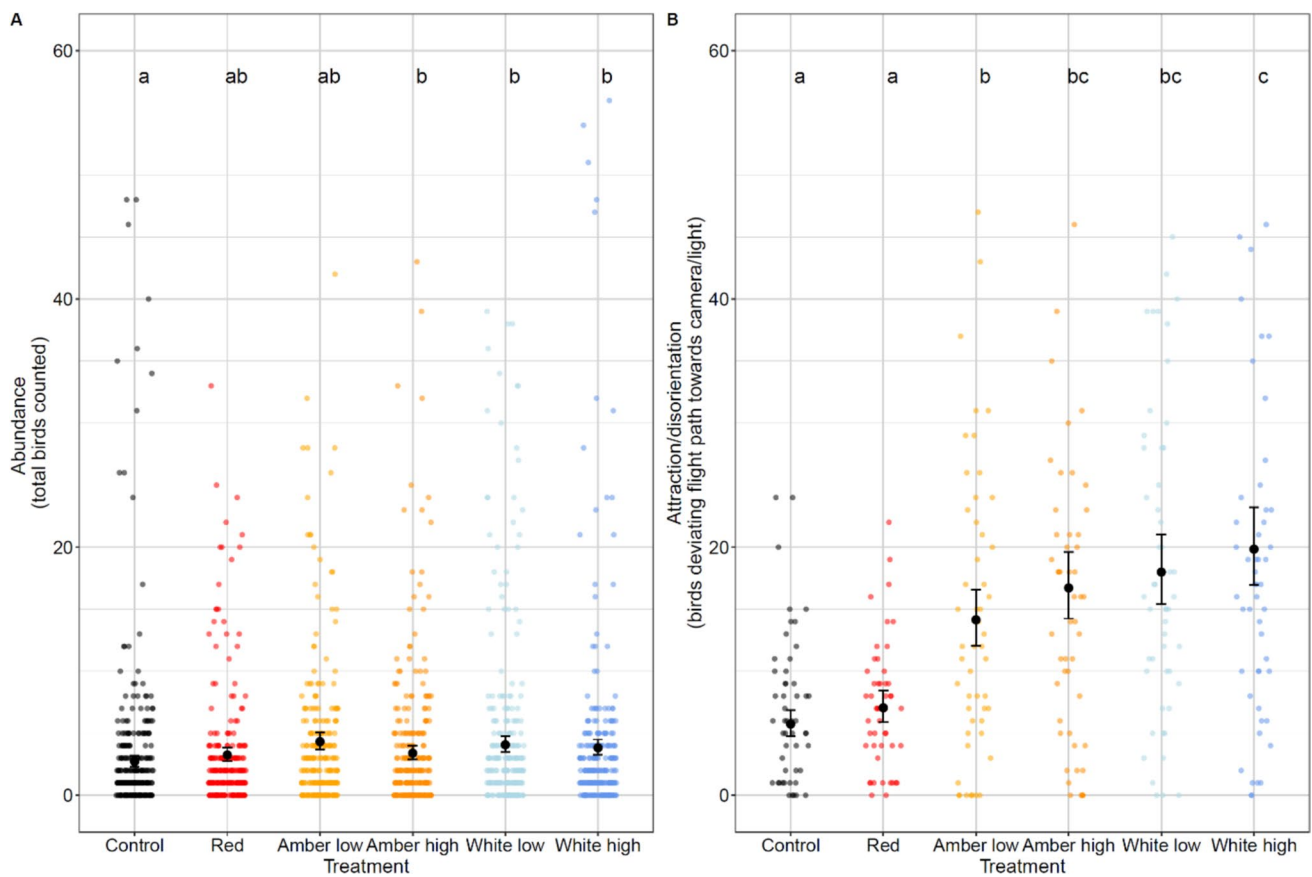 A
60
a ab ab b b b
40
20
0
Abundance
(total birds counted)
Control Red Amber low Amber high White low White high
Treatment
B
60
a a b bc bc c
40
20
0
Attraction/disorientation
(birds deviating flight path towards camera/light)
Control Red Amber low Amber high White low White high
Treatment